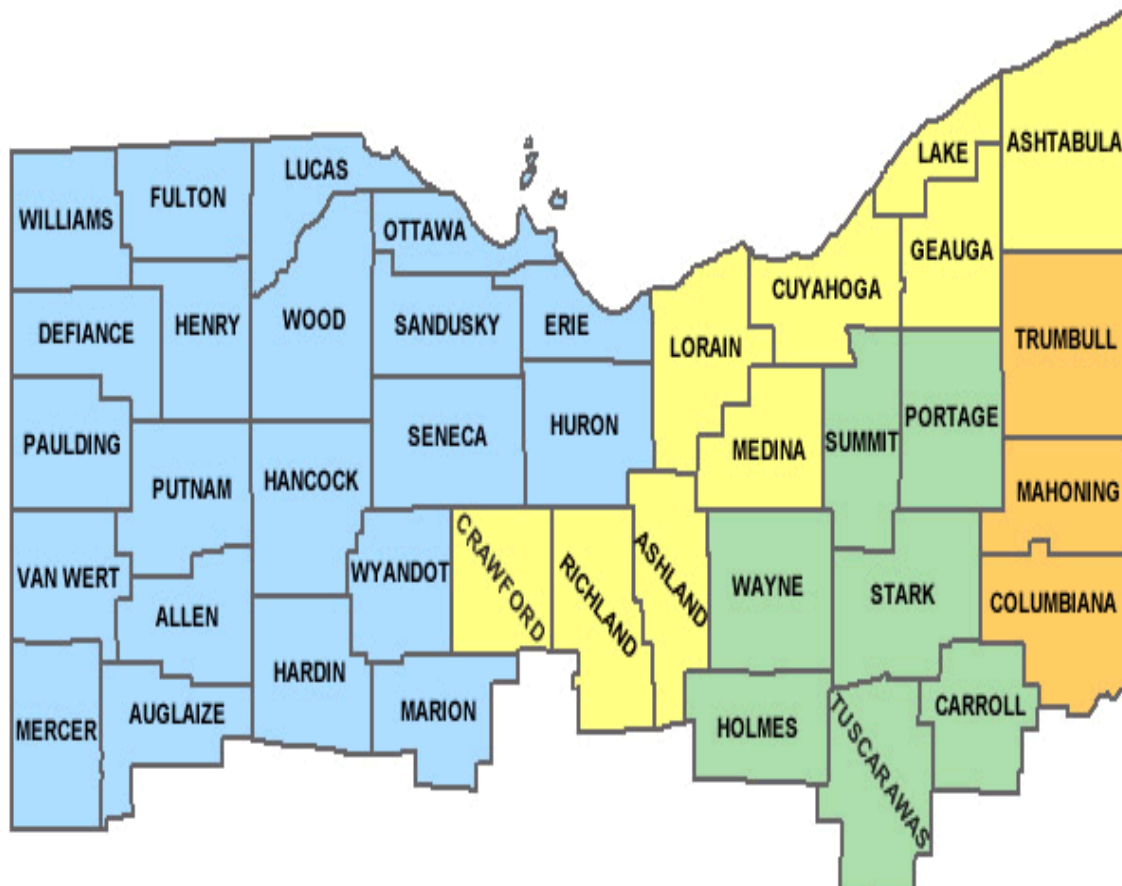 ASHTABULA
LAKE
LUCAS
FULTON
WILLIAMS
OTTAWA
GEAUGA
CUYAHOGA
HENRY
WOOD
SANDUSKY
ERIE
DEFIANCE
LORAIN
TRUMBULL
PORTAGE
HURON
SENECA
PAULDING
MEDINA
SUMMIT
HANCOCK
PUTNAM
MAHONING
VAN WERT
WYANDOT
CRAWFORD
RICHLAND
ASHLAND
WAYNE
STARK
COLUMBIANA
ALLEN
HARDIN
CARROLL
MARION
AUGLAIZE
MERCER
HOLMES
TUSCARAWAS